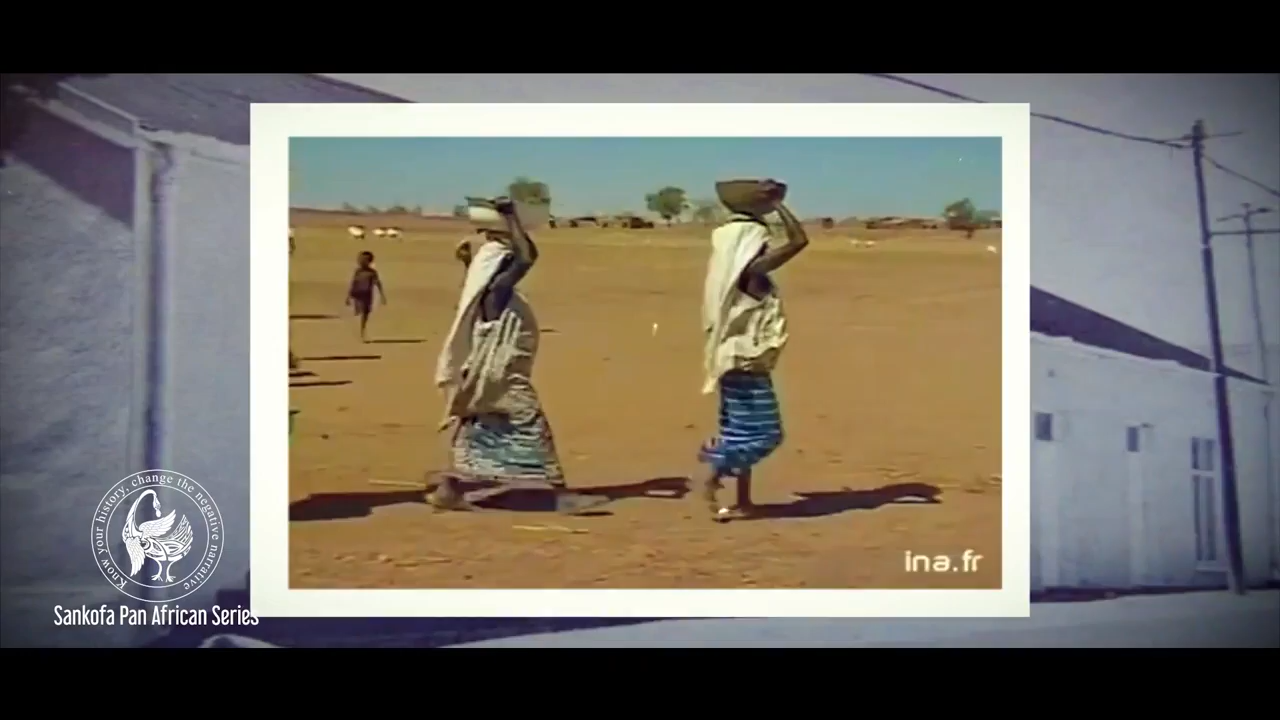 ina.fr
Know your history, change the negative narrative
Sankofa Pan African Series